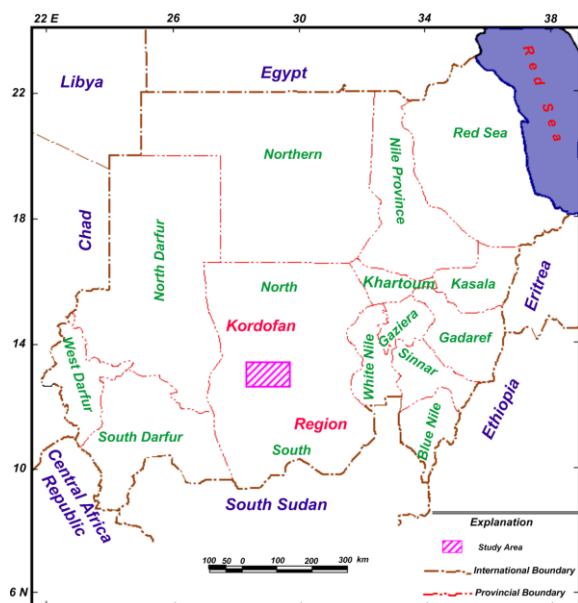 22 E 26 30 34 38
Libya
Egypt
Red Sea
22
Red Sea
Northern
Nile Province
18
Chad
North Darfur
North
Khartoum
Kasala
Eritrea
Kordofan
Gaziera
Gadaref
14
West Darfur
White Nile
Sinnar
Ethiopia
Region
Blue Nile
South Darfur
South
10
Central Africa
Republic
South Sudan
Explanation
Study Area
100 50 0 100 200 300 km
International Boundary
6 N
Provincial Boundary